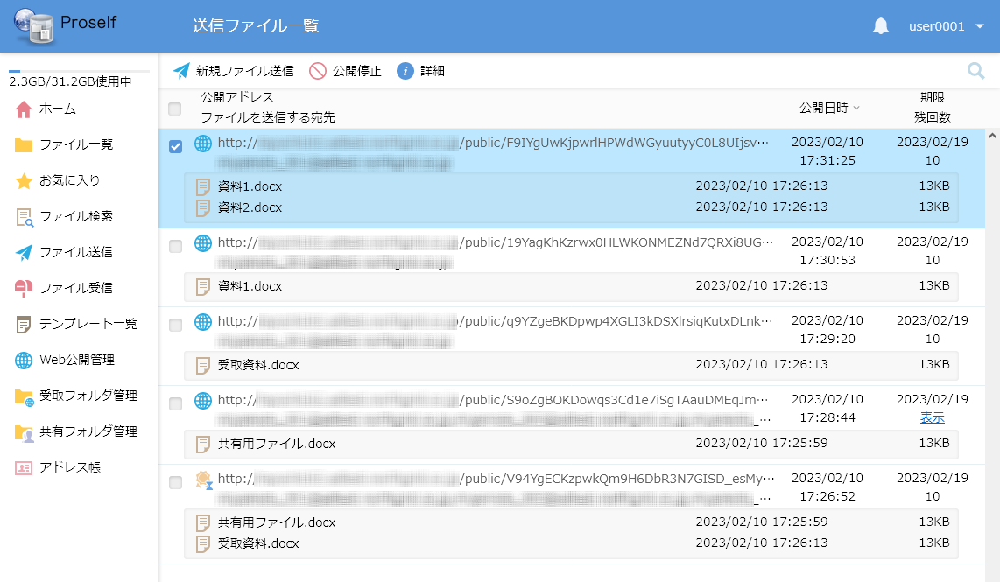 Proself
送信ファイル一覧
user0001
2.3GB/31.2GB使用中
ホーム
ファイル一覧
お気に入り
ファイル検索
ファイル送信
ファイル受信
テンプレート一覧
Web公開管理
受取フォルダ管理
共有フォルダ管理
アドレス帳
新規ファイル送信 公開停止 詳細
公開アドレス 公開日時 期限
ファイルを送信する宛先 残回数
http:// /public/F9IYgUwKjpwrlHPWdWGyuutyyC0L8UIjsv… 2023/02/10 2023/02/19
17:31:25 10
資料1.docx 2023/02/10 17:26:13 13KB
資料2.docx 2023/02/10 17:26:13 13KB
http:// /public/19YagKhKzrwx0HLWKONMEZNd7QRXi8UG… 2023/02/10 2023/02/19
17:30:53 10
資料1.docx 2023/02/10 17:26:13 13KB
http:// /public/q9YZgeBKDpwp4XGLI3kDSXlrsiqKutxDLnk… 2023/02/10 2023/02/19
17:29:20 10
受取資料.docx 2023/02/10 17:26:13 13KB
http:// /public/S9oZgBOKDowqs3Cd1e7iSgTAauDMEqJm… 2023/02/10 2023/02/19
… 17:28:44 表示
共有用ファイル.docx 2023/02/10 17:25:59 13KB
http:// /public/V94YgECKzpwkQm9H6DbR3N7GISD_esMy… 2023/02/10 2023/02/19
… 17:26:52 10
共有用ファイル.docx 2023/02/10 17:25:59 13KB
受取資料.docx 2023/02/10 17:26:13 13KB